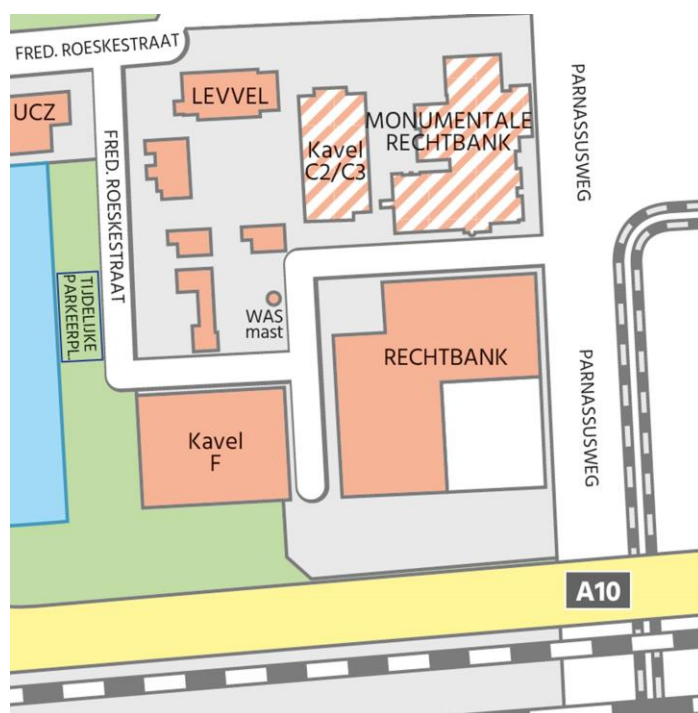 FRED. ROESKESTRAAT
UCZ
LEVVEL
FRED. ROESKESTRAAT
Kavel
C2/C3
MONUMENTALE
RECHTBANK
PARNASSUSWEG
TIJDELIJKE
PARKEERPL.
WAS
mast
RECHTBANK
PARNASSUSWEG
Kavel
F
A10